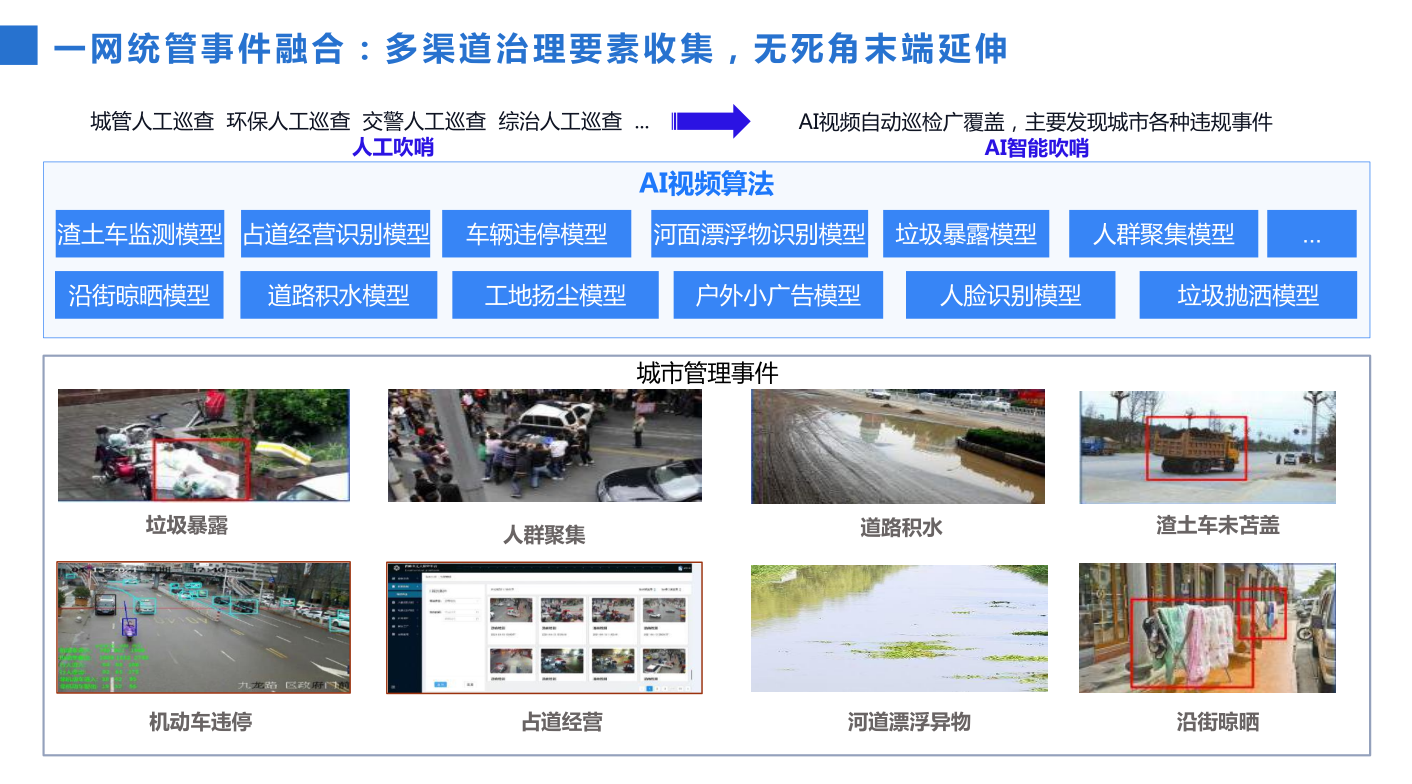 一网统管事件融合：多渠道治理要素收集，无死角末端延伸
城管人工巡查 环保人工巡查 交警人工巡查 综治人工巡查 ...
人工吹哨
AI视频自动巡检广覆盖，主要发现城市各种违规事件
AI智能吹哨
AI视频算法
渣土车监测模型 占道经营识别模型 车辆违停模型 河面漂浮物识别模型 垃圾暴露模型 人群聚集模型 ...
沿街晾晒模型 道路积水模型 工地扬尘模型 户外小广告模型 人脸识别模型 垃圾抛洒模型
城市管理事件
垃圾暴露 人群聚集 道路积水 渣土车未苫盖
九龙路 区政府门前
机动车违停 占道经营 河道漂浮异物 沿街晾晒